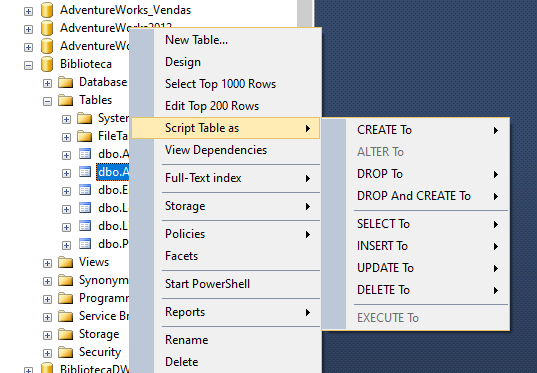 AdventureWorks_Vendas
AdventureWorks2012
AdventureWo
Biblioteca
Database
Tables
System
FileTa
dbo.A
dbo.A
dbo.E
dbo.L
dbo.L
dbo.P
Views
Synonym
Programm
Service Br
Storage
Security
BibliotecaDW
New Table...
Design
Select Top 1000 Rows
Edit Top 200 Rows
Script Table as
View Dependencies
Full-Text index
Storage
Policies
Facets
Start PowerShell
Reports
Rename
Delete
CREATE To
ALTER To
DROP To
DROP And CREATE To
SELECT To
INSERT To
UPDATE To
DELETE To
EXECUTE To